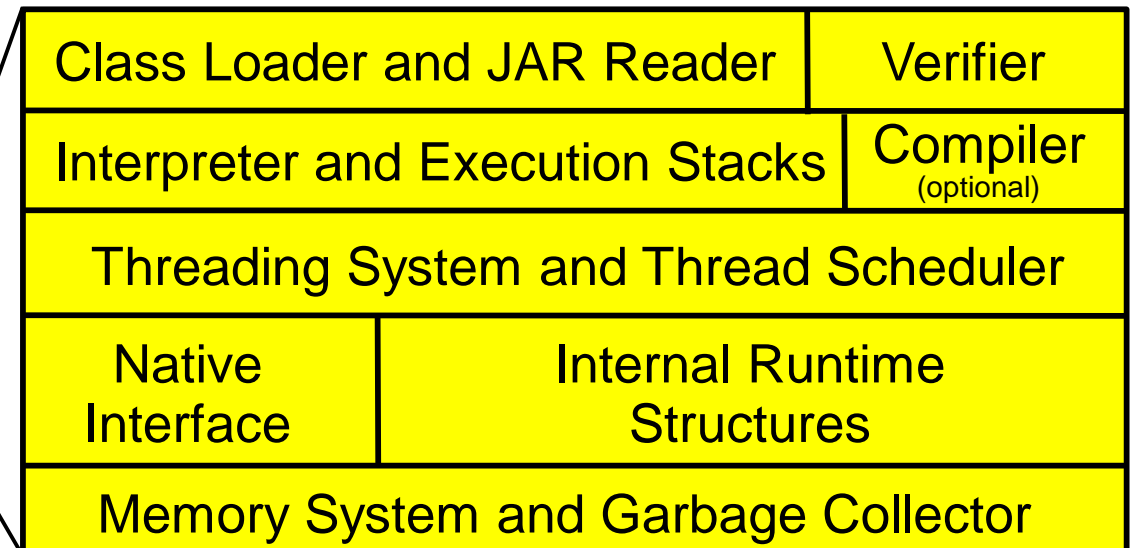 Class Loader and JAR Reader
Verifier
Interpreter and Execution Stacks
Compiler
(optional)
Threading System and Thread Scheduler
Native
Interface
Internal Runtime
Structures
Memory System and Garbage Collector